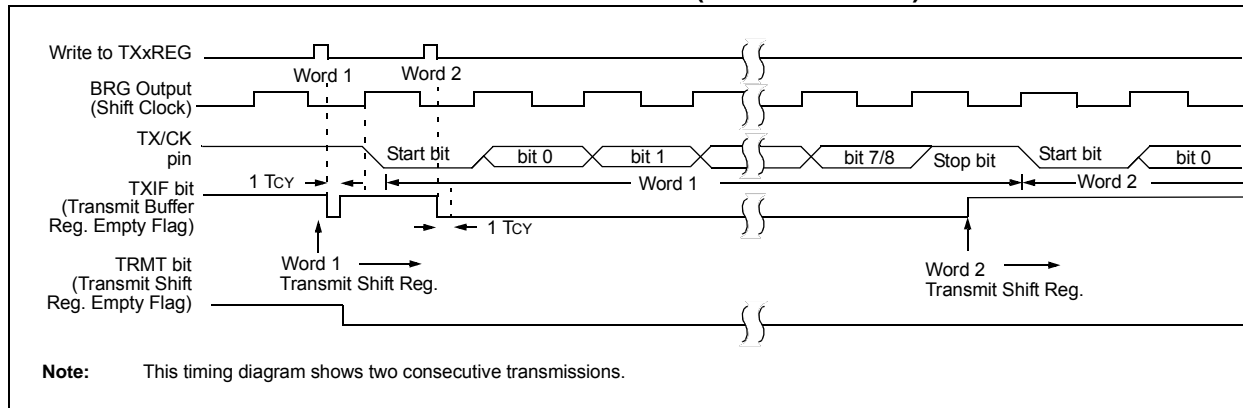 Write to TXxREG
Word 1
Word 2
BRG Output
(Shift Clock)
TX/CK
pin
Start bit
bit 0
bit 1
bit 7/8
Stop bit
Start bit
bit 0
1 TCY
Word 1
Word 2
TXIF bit
(Transmit Buffer
Reg. Empty Flag)
1 TCY
Word 1
Transmit Shift Reg.
Word 2
Transmit Shift Reg.
TRMT bit
(Transmit Shift
Reg. Empty Flag)
Note: This timing diagram shows two consecutive transmissions.